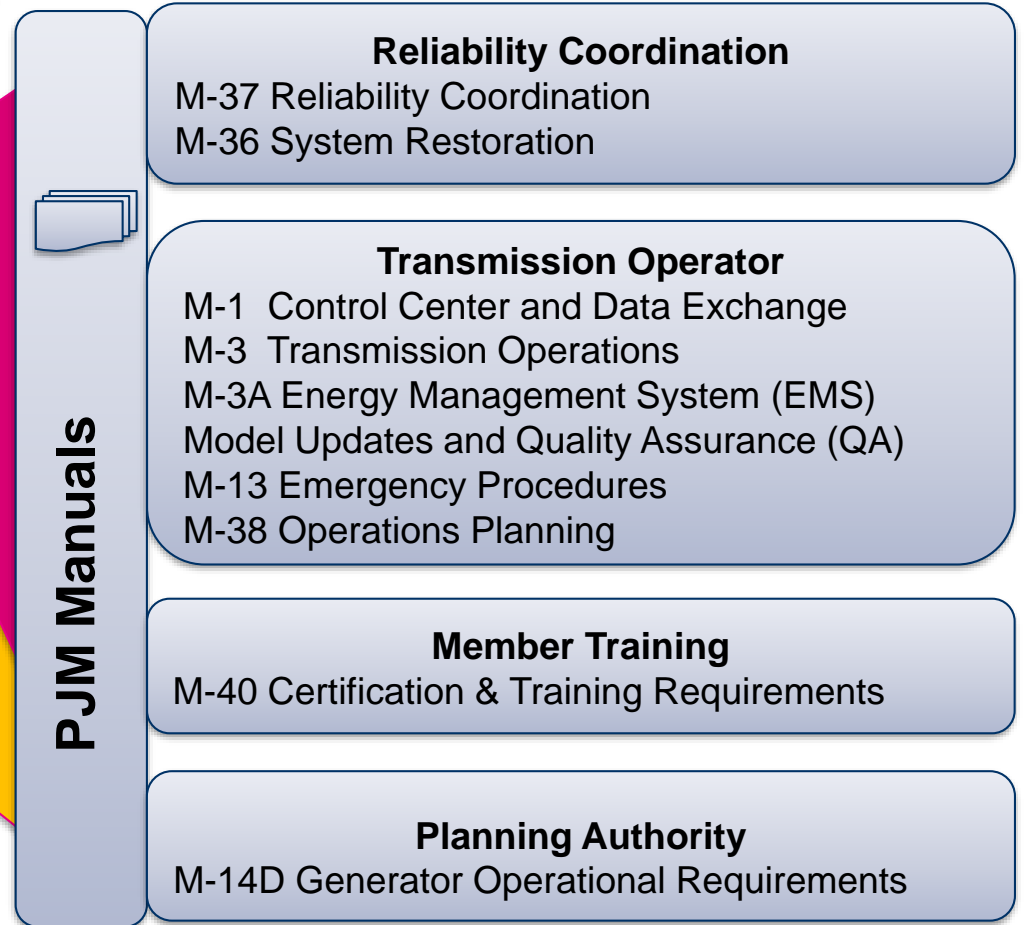 PJM Manuals
Reliability Coordination
M-37 Reliability Coordination
M-36 System Restoration
Transmission Operator
M-1 Control Center and Data Exchange
M-3 Transmission Operations
M-3A Energy Management System (EMS)
Model Updates and Quality Assurance (QA)
M-13 Emergency Procedures
M-38 Operations Planning
Member Training
M-40 Certification & Training Requirements
Planning Authority
M-14D Generator Operational Requirements